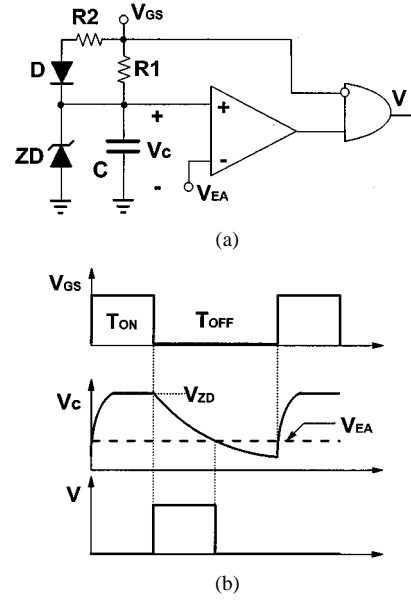 VGS
R2
D
R1
ZD
+
Vc
C
-
+
-
VEA
V
(a)
VGS
TON
TOFF
Vc
VZD
VEA
V
(b)